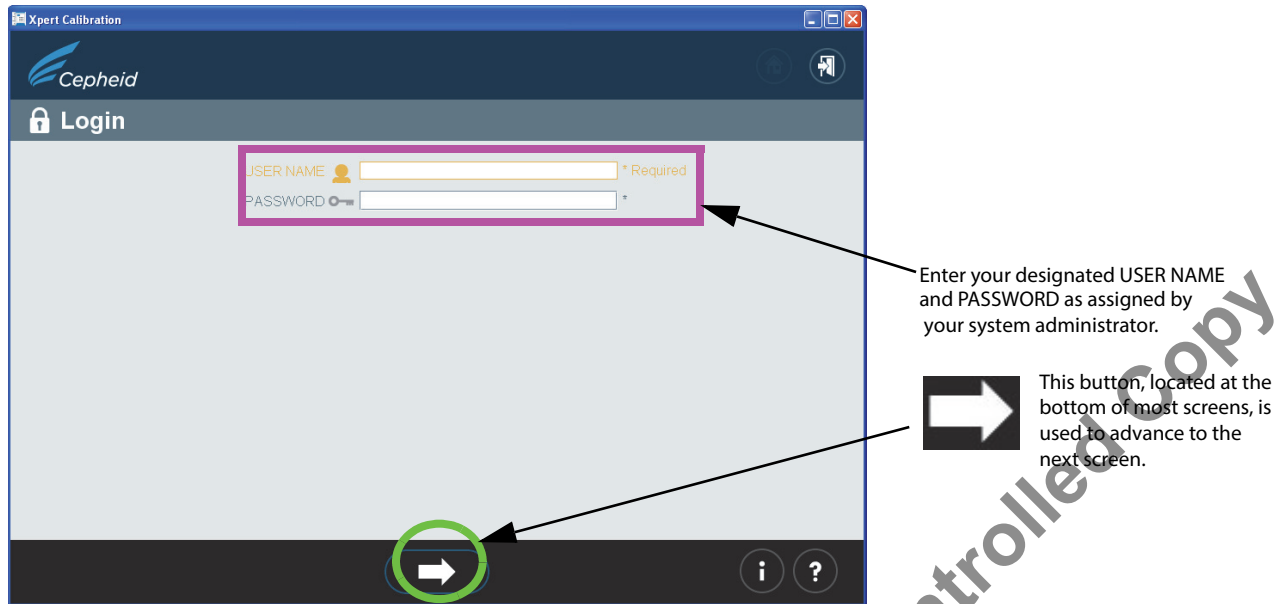 Xpert Calibration
Cepheid
Login
USER NAME * Required
PASSWORD *
Enter your designated USER NAME
and PASSWORD as assigned by
your system administrator.
This button, located at the
bottom of most screens, is
used to advance to the
next screen.
i ?
Copy